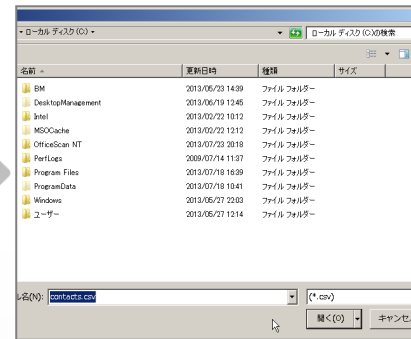 ▾ ローカル ディスク (C:) ▾ ローカル ディスク (C:)の検索
名前 更新日時 種類 サイズ
BM 2013/05/23 14:39 ファイル フォルダー
DesktopManagement 2013/06/19 12:45 ファイル フォルダー
Intel 2013/02/22 10:12 ファイル フォルダー
MSOCache 2013/02/22 12:12 ファイル フォルダー
OfficeScan NT 2013/07/23 20:18 ファイル フォルダー
PerfLogs 2009/07/14 11:37 ファイル フォルダー
Program Files 2013/07/18 16:39 ファイル フォルダー
ProgramData 2013/07/18 10:41 ファイル フォルダー
Windows 2013/05/27 22:03 ファイル フォルダー
ユーザー 2013/05/27 12:14 ファイル フォルダー
ル名(N): contacts.csv (*.csv)
開く(O) キャンセ